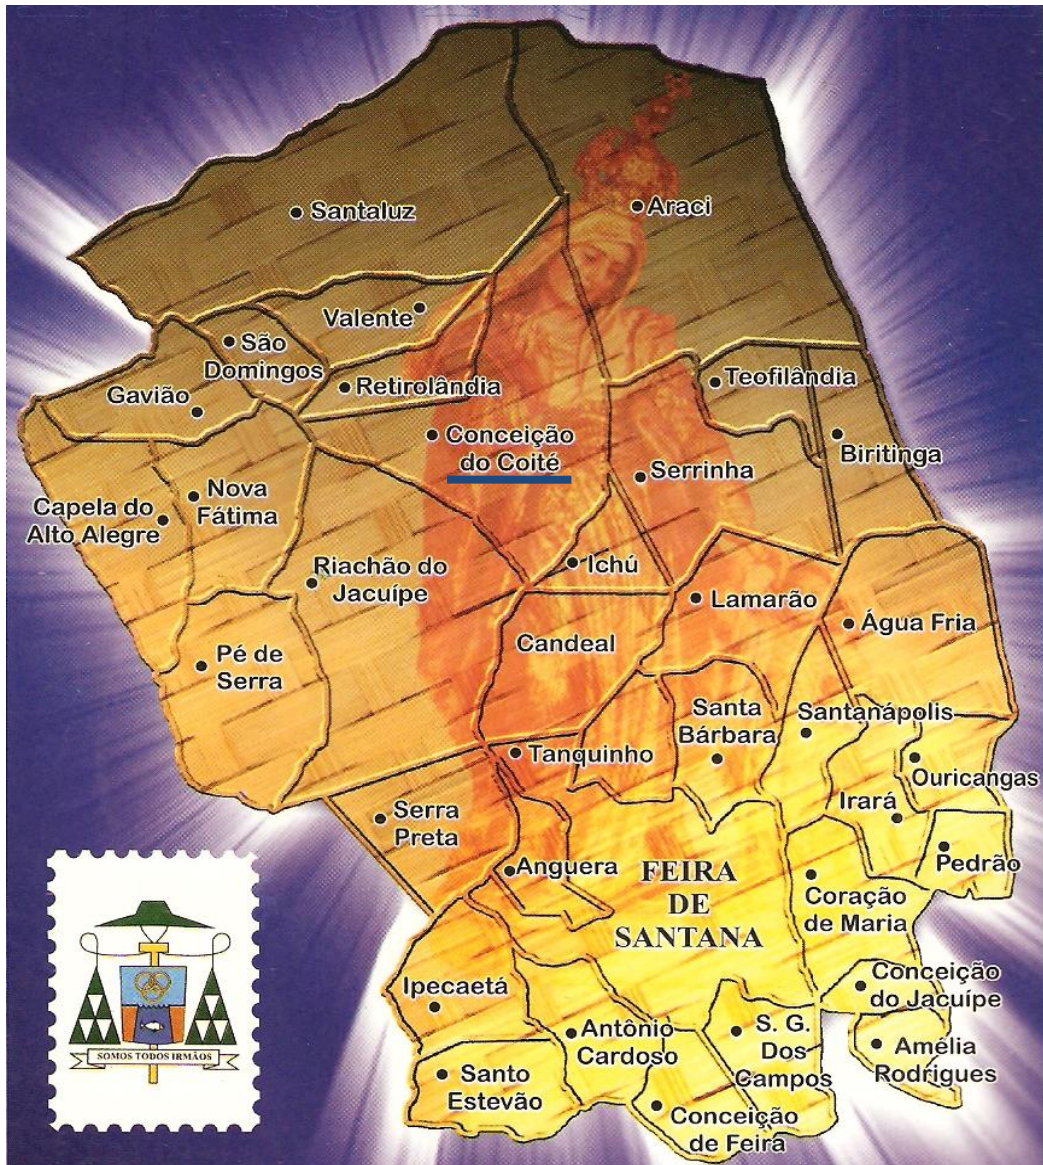 Santaluz
Araci
Valente
São
Domingos
Gavião
Retirolândia
Teofilândia
Conceição
do Coité
Serrinha
Biritinga
Nova
Fátima
Capela do
Alto Alegre
Riachão do
Jacuípe
Ichú
Lamarão
Água Fria
Candeal
Pé de
Serra
Santa
Bárbara
Santanápolis
Tanquinho
Ouricangas
Serra
Preta
Irará
Anguera
FEIRA
DE
SANTANA
Pedrão
Coração
de Maria
Ipecaetá
Conceição
do Jacuípe
Antônio
Cardoso
S. G.
Dos
Campos
Amélia
Rodrigues
Santo
Estevão
Conceição
de Feira
SOMOS TODOS IRMÃOS